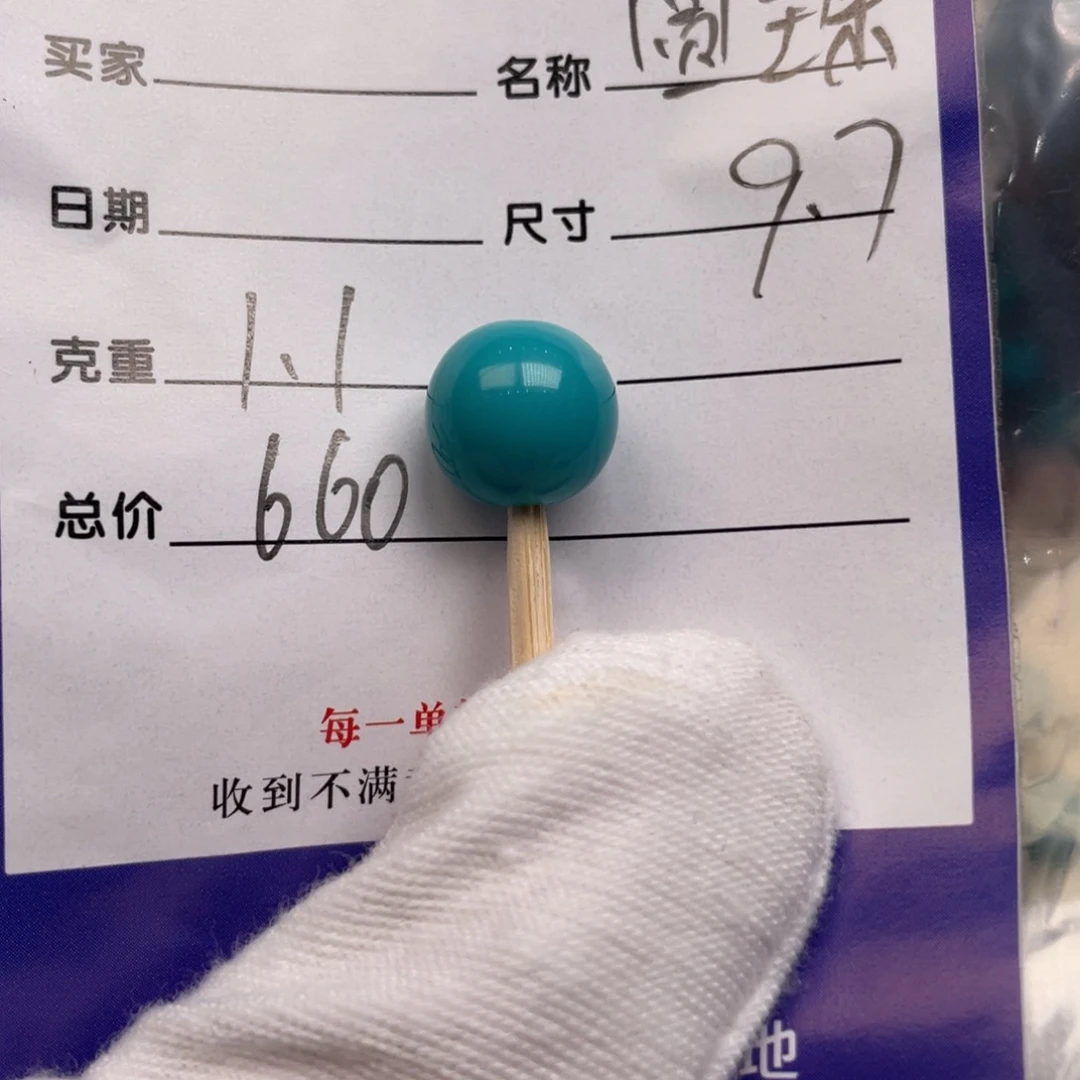 买家 名称 圆珠
日期 尺寸 9.7
克重 1.1
总价 660
每一单
收到不满
地